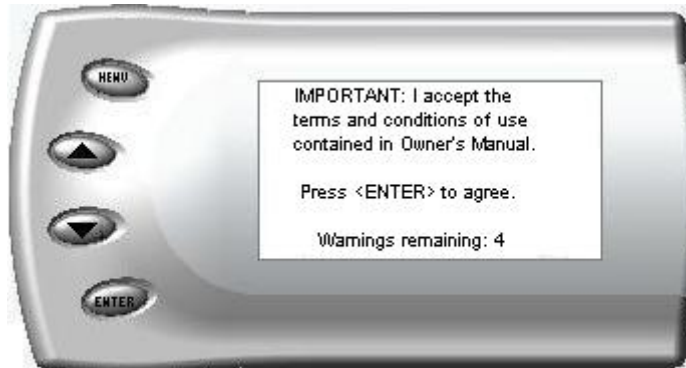 MENU
IMPORTANT: I accept the
terms and conditions of use
contained in Owner's Manual.
Press <ENTER> to agree.
Warnings remaining: 4
ENTER